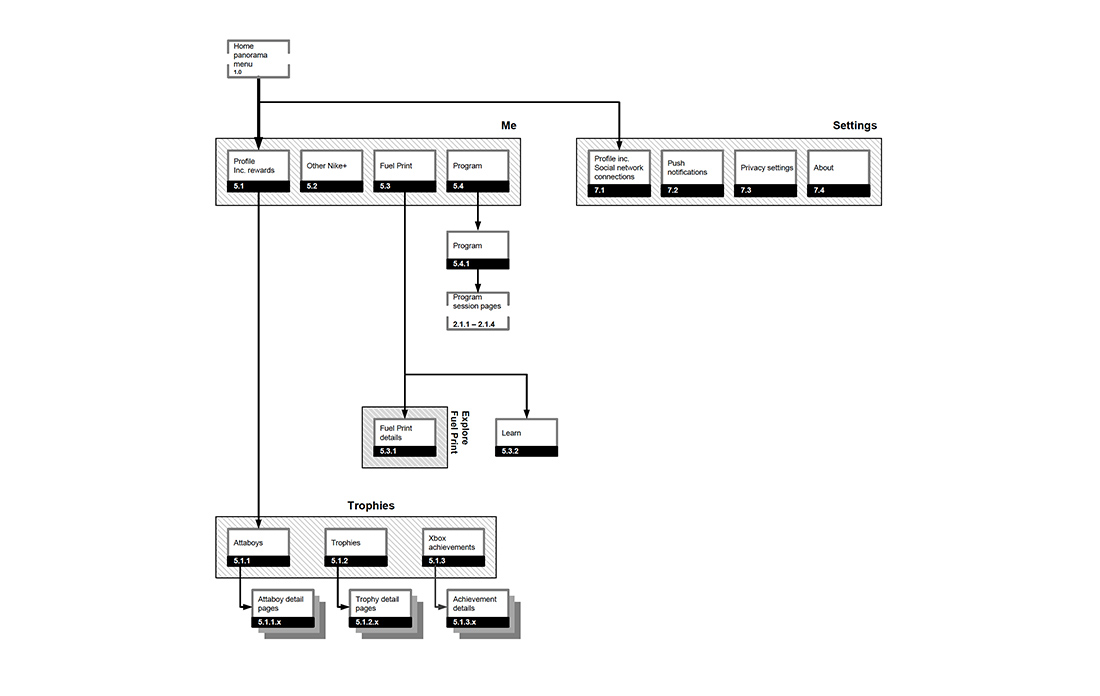 Home
panorama
menu
1.0
Me
Settings
Profile
Inc. rewards
5.1
Other Nike+
5.2
Fuel Print
5.3
Program
5.4
Profile inc.
Social network
connections
7.1
Push
notifications
7.2
Privacy settings
7.3
About
7.4
Program
5.4.1
Program
session pages
2.1.1 – 2.1.4
Explore
Fuel Print
Fuel Print
details
5.3.1
Learn
5.3.2
Trophies
Attaboys
5.1.1
Trophies
5.1.2
Xbox
achievements
5.1.3
Attaboy detail
pages
5.1.1.x
Trophy detail
pages
5.1.2.x
Achievement
details
5.1.3.x